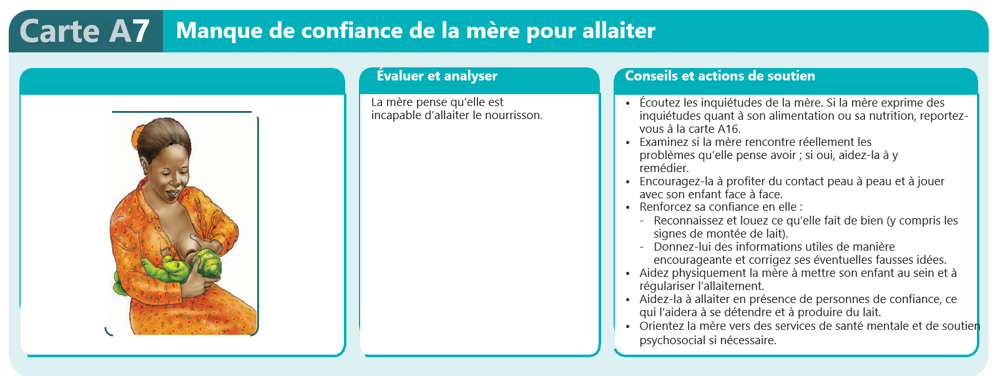 Carte A7
Manque de confiance de la mère pour allaiter
Évaluer et analyser
La mère pense qu’elle est
incapable d’allaiter le nourrisson.
Conseils et actions de soutien
• Écoutez les inquiétudes de la mère. Si la mère exprime des
inquiétudes quant à son alimentation ou sa nutrition, reportez-
vous à la carte A16.
• Examinez si la mère rencontre réellement les
problèmes qu’elle pense avoir ; si oui, aidez-la à y
remédier.
• Encouragez-la à profiter du contact peau à peau et à jouer
avec son enfant face à face.
• Renforcez sa confiance en elle :
- Reconnaissez et louez ce qu’elle fait de bien (y compris les
signes de montée de lait).
- Donnez-lui des informations utiles de manière
encourageante et corrigez ses éventuelles fausses idées.
• Aidez physiquement la mère à mettre son enfant au sein et à
régulariser l’allaitement.
• Aidez-la à allaiter en présence de personnes de confiance, ce
qui l’aidera à se détendre et à produire du lait.
• Orientez la mère vers des services de santé mentale et de soutien
psychosocial si nécessaire.